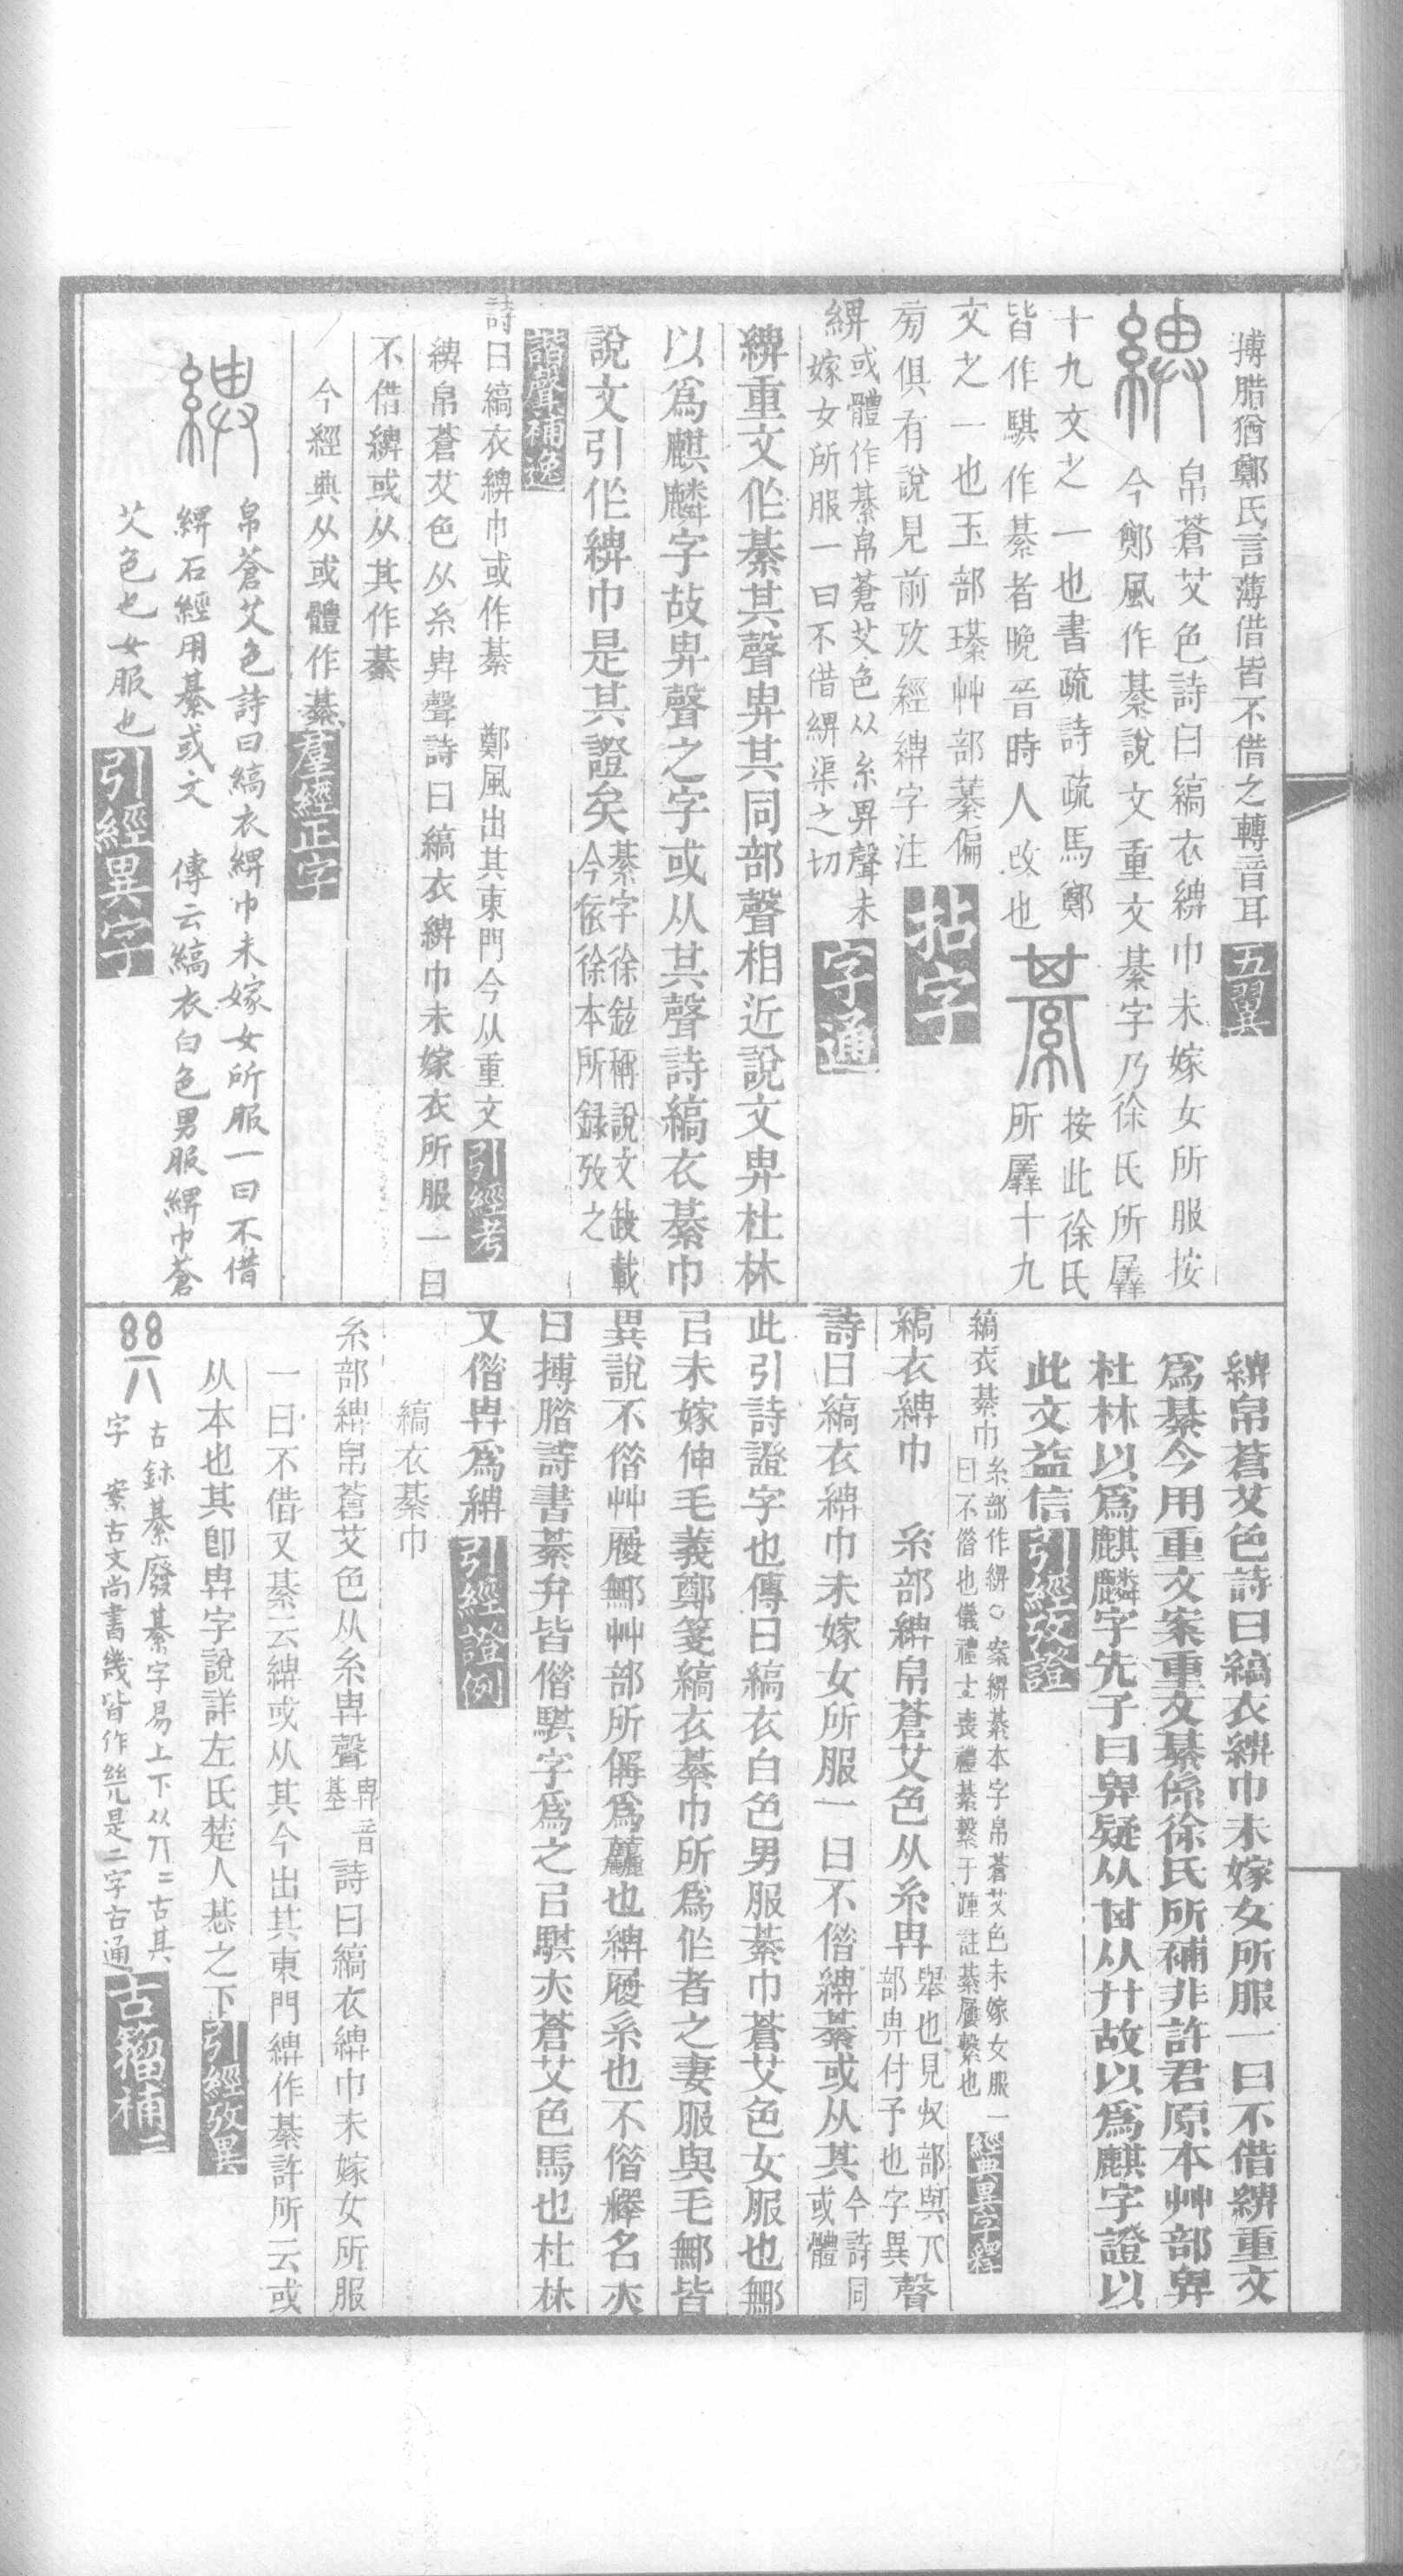 搏腊猶鄭氏言薄借皆不借之轉音耳 五翼
帛蒼艾色詩曰縞衣綥巾未嫁女所服按
今鄭風作綦說文重文綦字乃徐氏所羼
十九文之一也書疏詩疏馬鄭
皆作騏作綦者晚晉時人改也
按此徐氏
所羼十九
文之一也玉部瑧艸部藄偏
旁俱有說見前攷經綥字注 拈字
綥或體作綦帛蒼艾色从糸畀聲未
嫁女所服一曰不借綥渠之切 字通
綥重文作綦其聲畀其同部聲相近說文畀杜林
以爲麒麟字故畀聲之字或从其聲詩縞衣綦巾
說文引作綥巾是其證矣綦字徐鉉稱說文缺載
今依徐本所錄攷之
諧聲補逸
詩曰縞衣綥巾或作綦 鄭風出其東門今从重文 引經考
綥帛蒼艾色从糸畀聲詩曰縞衣綥巾未嫁衣所服一曰
不借綥或从其作綦
今經典从或體作綦 羣經正字
帛蒼艾色詩曰縞衣綥巾未嫁女所服一曰不借
綥石經用綦或文 傳云縞衣白色男服綥巾蒼
艾色也女服也 引經異字
綥帛蒼艾色詩曰縞衣綥巾未嫁女所服一曰不借綥重文
爲綦今用重文案重文綦係徐氏所補非許君原本艸部畀
杜林以爲麒麟字先子曰畀疑从甘从廾故以爲麒字證以
此文益信 引經攷證
縞衣綦巾糸部作綥○案綥綦本字帛蒼艾色未嫁女服一
曰不借也儀禮士喪禮綦繫于踵註綦屨繫也 經典異字釋
縞衣綥巾 糸部綥帛蒼艾色从糸畀舉也見収部與丌
部畀付予也字異聲
詩曰縞衣綥巾未嫁女所服一曰不借綥綦或从其今詩同
或體
此引詩證字也傳曰縞衣白色男服綦巾蒼艾色女服也鄦
㠯未嫁伸毛義鄭箋縞衣綦巾所爲作者之妻服與毛鄦皆
異說不借艸履鄦艸部所偁爲也綥履系也不借釋名亦
曰搏腊詩書綦弁皆借騏字爲之㠯騏亦蒼艾色馬也杜林
又借畀爲綥 引經證例
縞衣綦巾
糸部綥帛蒼艾色从糸畀聲畀音
綦 詩曰縞衣綥巾未嫁女所服
一曰不借又綦云綥或从其今出其東門綥作綦許所云或
从本也其卽畀字說詳左氏楚人惎之下 引經攷異
古鉥綦廢綦字易上下从丌二古其
字 案古文尚書幾皆作是二字古通 古籀補